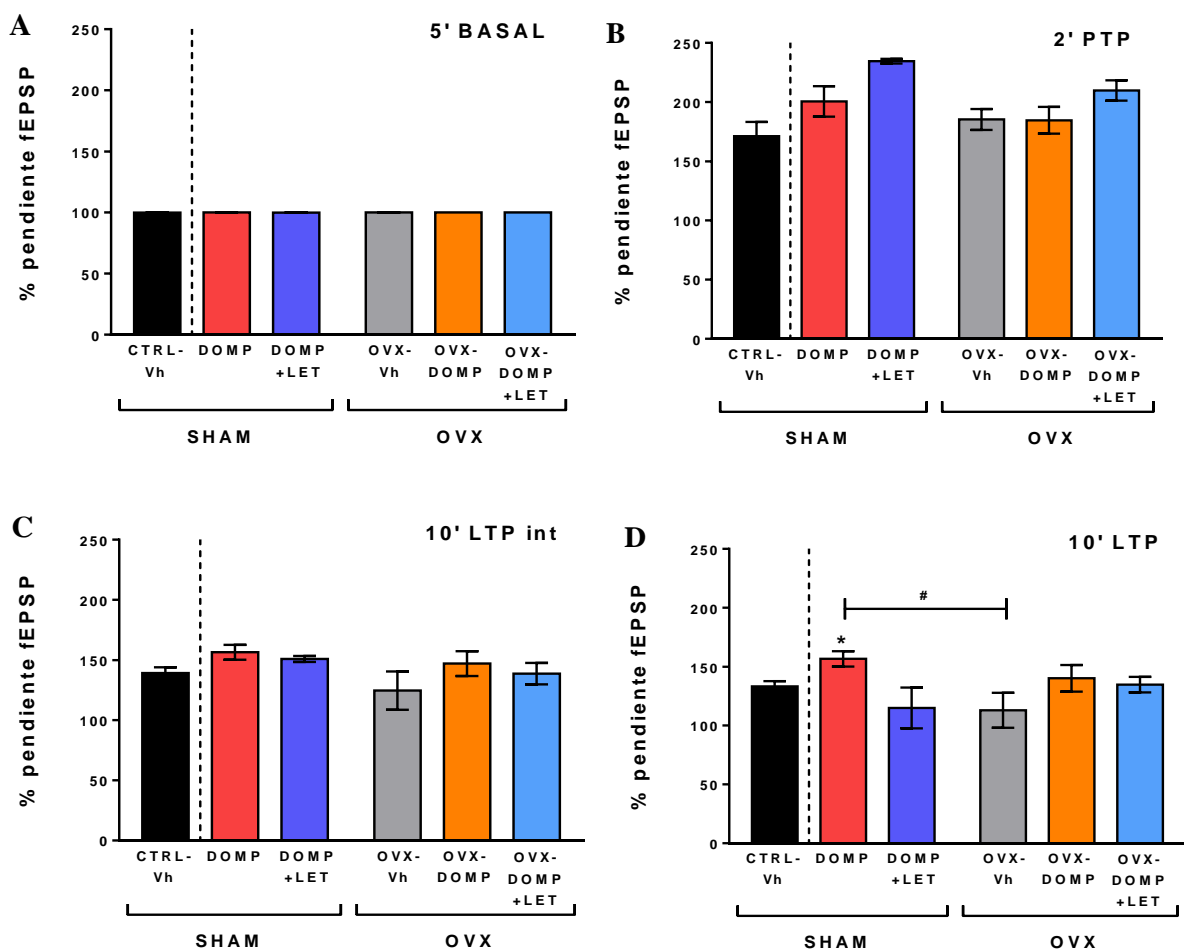 A
5' BASAL
% pendiente fEPSP
250
200
150
100
50
0
CTRL-
Vh
DOMP
DOMP
+LET
OVX-
Vh
OVX-
DOMP
OVX-
DOMP
+LET
SHAM
OVX
B
2' PTP
% pendiente fEPSP
250
200
150
100
50
0
CTRL-
Vh
DOMP
DOMP
+LET
OVX-
Vh
OVX-
DOMP
OVX-
DOMP
+LET
SHAM
OVX
C
10' LTP int
% pendiente fEPSP
250
200
150
100
50
0
CTRL-
Vh
DOMP
DOMP
+LET
OVX-
Vh
OVX-
DOMP
OVX-
DOMP
+LET
SHAM
OVX
D
10' LTP
% pendiente fEPSP
250
200
150
100
50
0
#
*
CTRL-
Vh
DOMP
DOMP
+LET
OVX-
Vh
OVX-
DOMP
OVX-
DOMP
+LET
SHAM
OVX